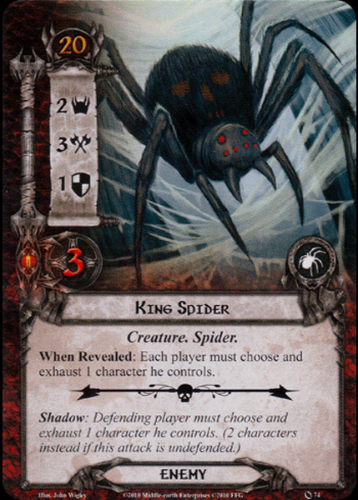 20
2
3
1
3
KING SPIDER
Creature. Spider.
When Revealed: Each player must choose and
exhaust 1 character he controls.
Shadow: Defending player must choose and
exhaust 1 character he controls. (2 characters
instead if this attack is undefended.)
Illus. John Wigley
ENEMY
©2010 Middle-earth Enterprises ©2010 FFG
74